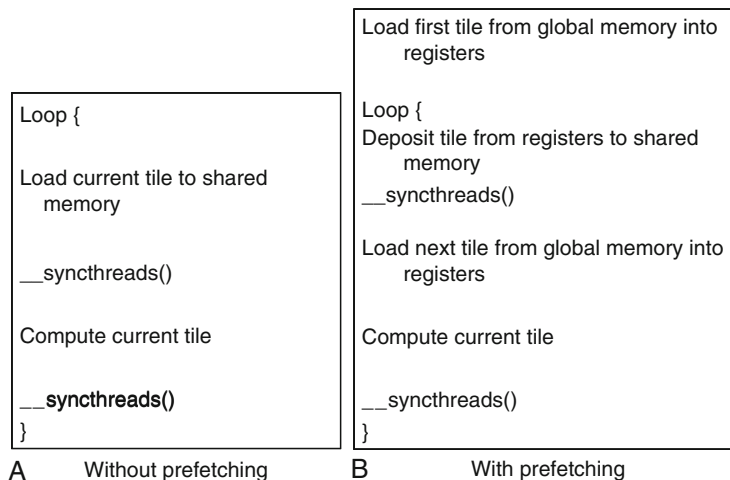 Loop {
Load current tile to shared
memory
__syncthreads()
Compute current tile
__syncthreads()
}
A Without prefetching
Load first tile from global memory into
registers
Loop {
Deposit tile from registers to shared
memory
__syncthreads()
Load next tile from global memory into
registers
Compute current tile
__syncthreads()
}
B With prefetching